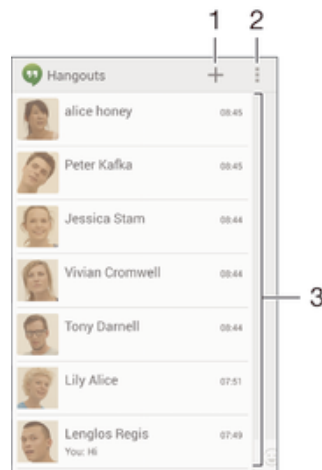 1 2
Hangouts
alice honey 08:45
Peter Kafka 08:45
Jessica Stam 08:44
Vivian Cromwell 08:44
3
Tony Darnell 08:44
Lily Alice 07:51
Lenglos Regis 07:49
You: Hi